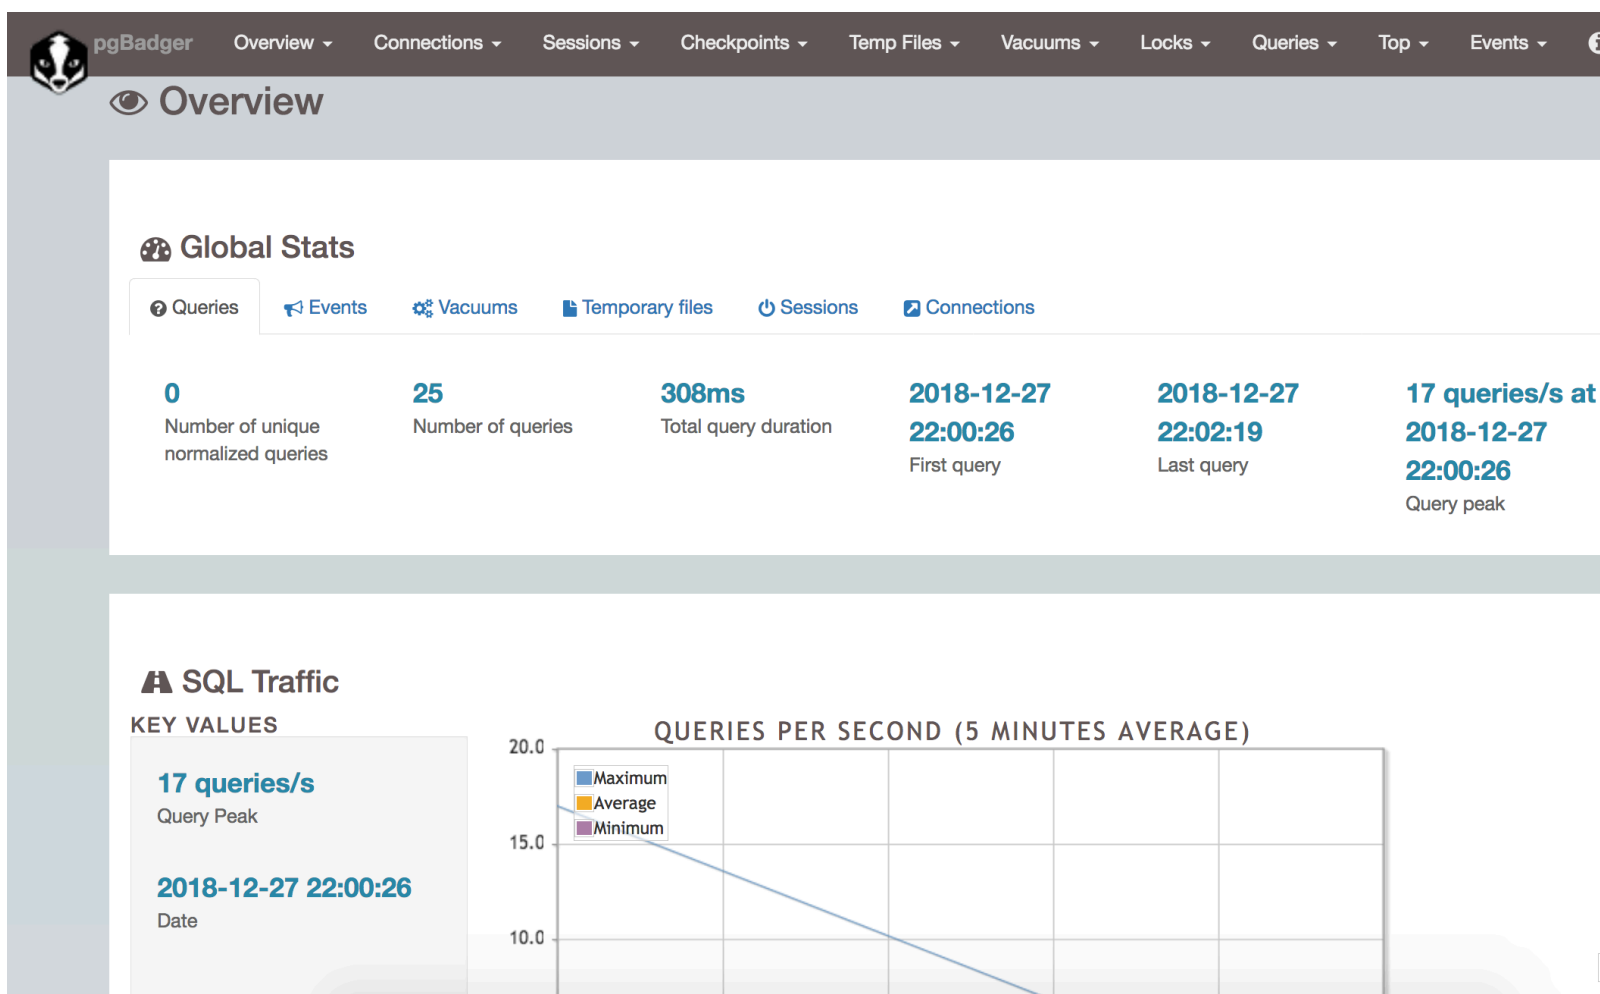 pgBadger Overview Connections Sessions Checkpoints Temp Files Vacuums Locks Queries Top Events
Overview
Global Stats
Queries Events Vacuums Temporary files Sessions Connections
0
Number of unique
normalized queries
25
Number of queries
308ms
Total query duration
2018-12-27
22:00:26
First query
2018-12-27
22:02:19
Last query
17 queries/s at
2018-12-27
22:00:26
Query peak
SQL Traffic
KEY VALUES
17 queries/s
Query Peak
2018-12-27 22:00:26
Date
QUERIES PER SECOND (5 MINUTES AVERAGE)
20.0
Maximum
Average
Minimum
15.0
10.0